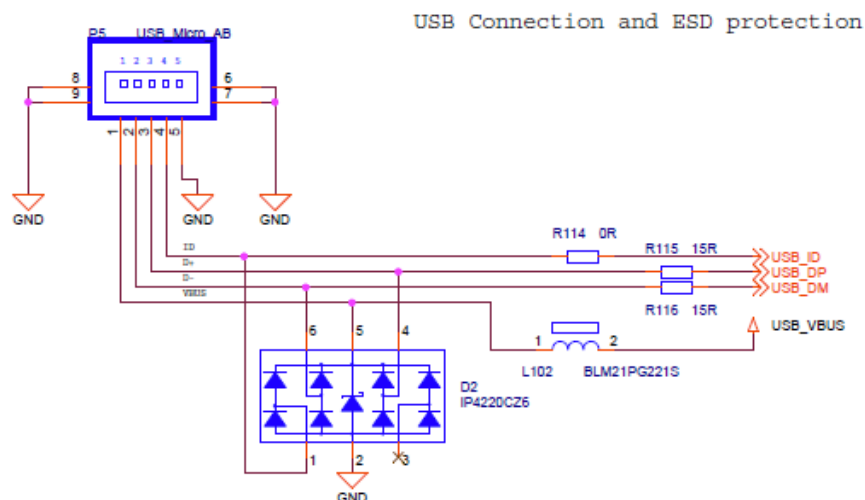 USB Connection and ESD protection
P5 USB_Micro_AB
1 2 3 4 5
8 6
9 7
1 2 3 4 5
GND GND GND
R114 0R
ID R115 15R USB_ID
D+ USB_DP
D- USB_DM
VBUS R116 15R
USB_VBUS
6 5 4
1 2
L102 BLM21PG221S
D2
IP4220CZ6
1 2 3
GND